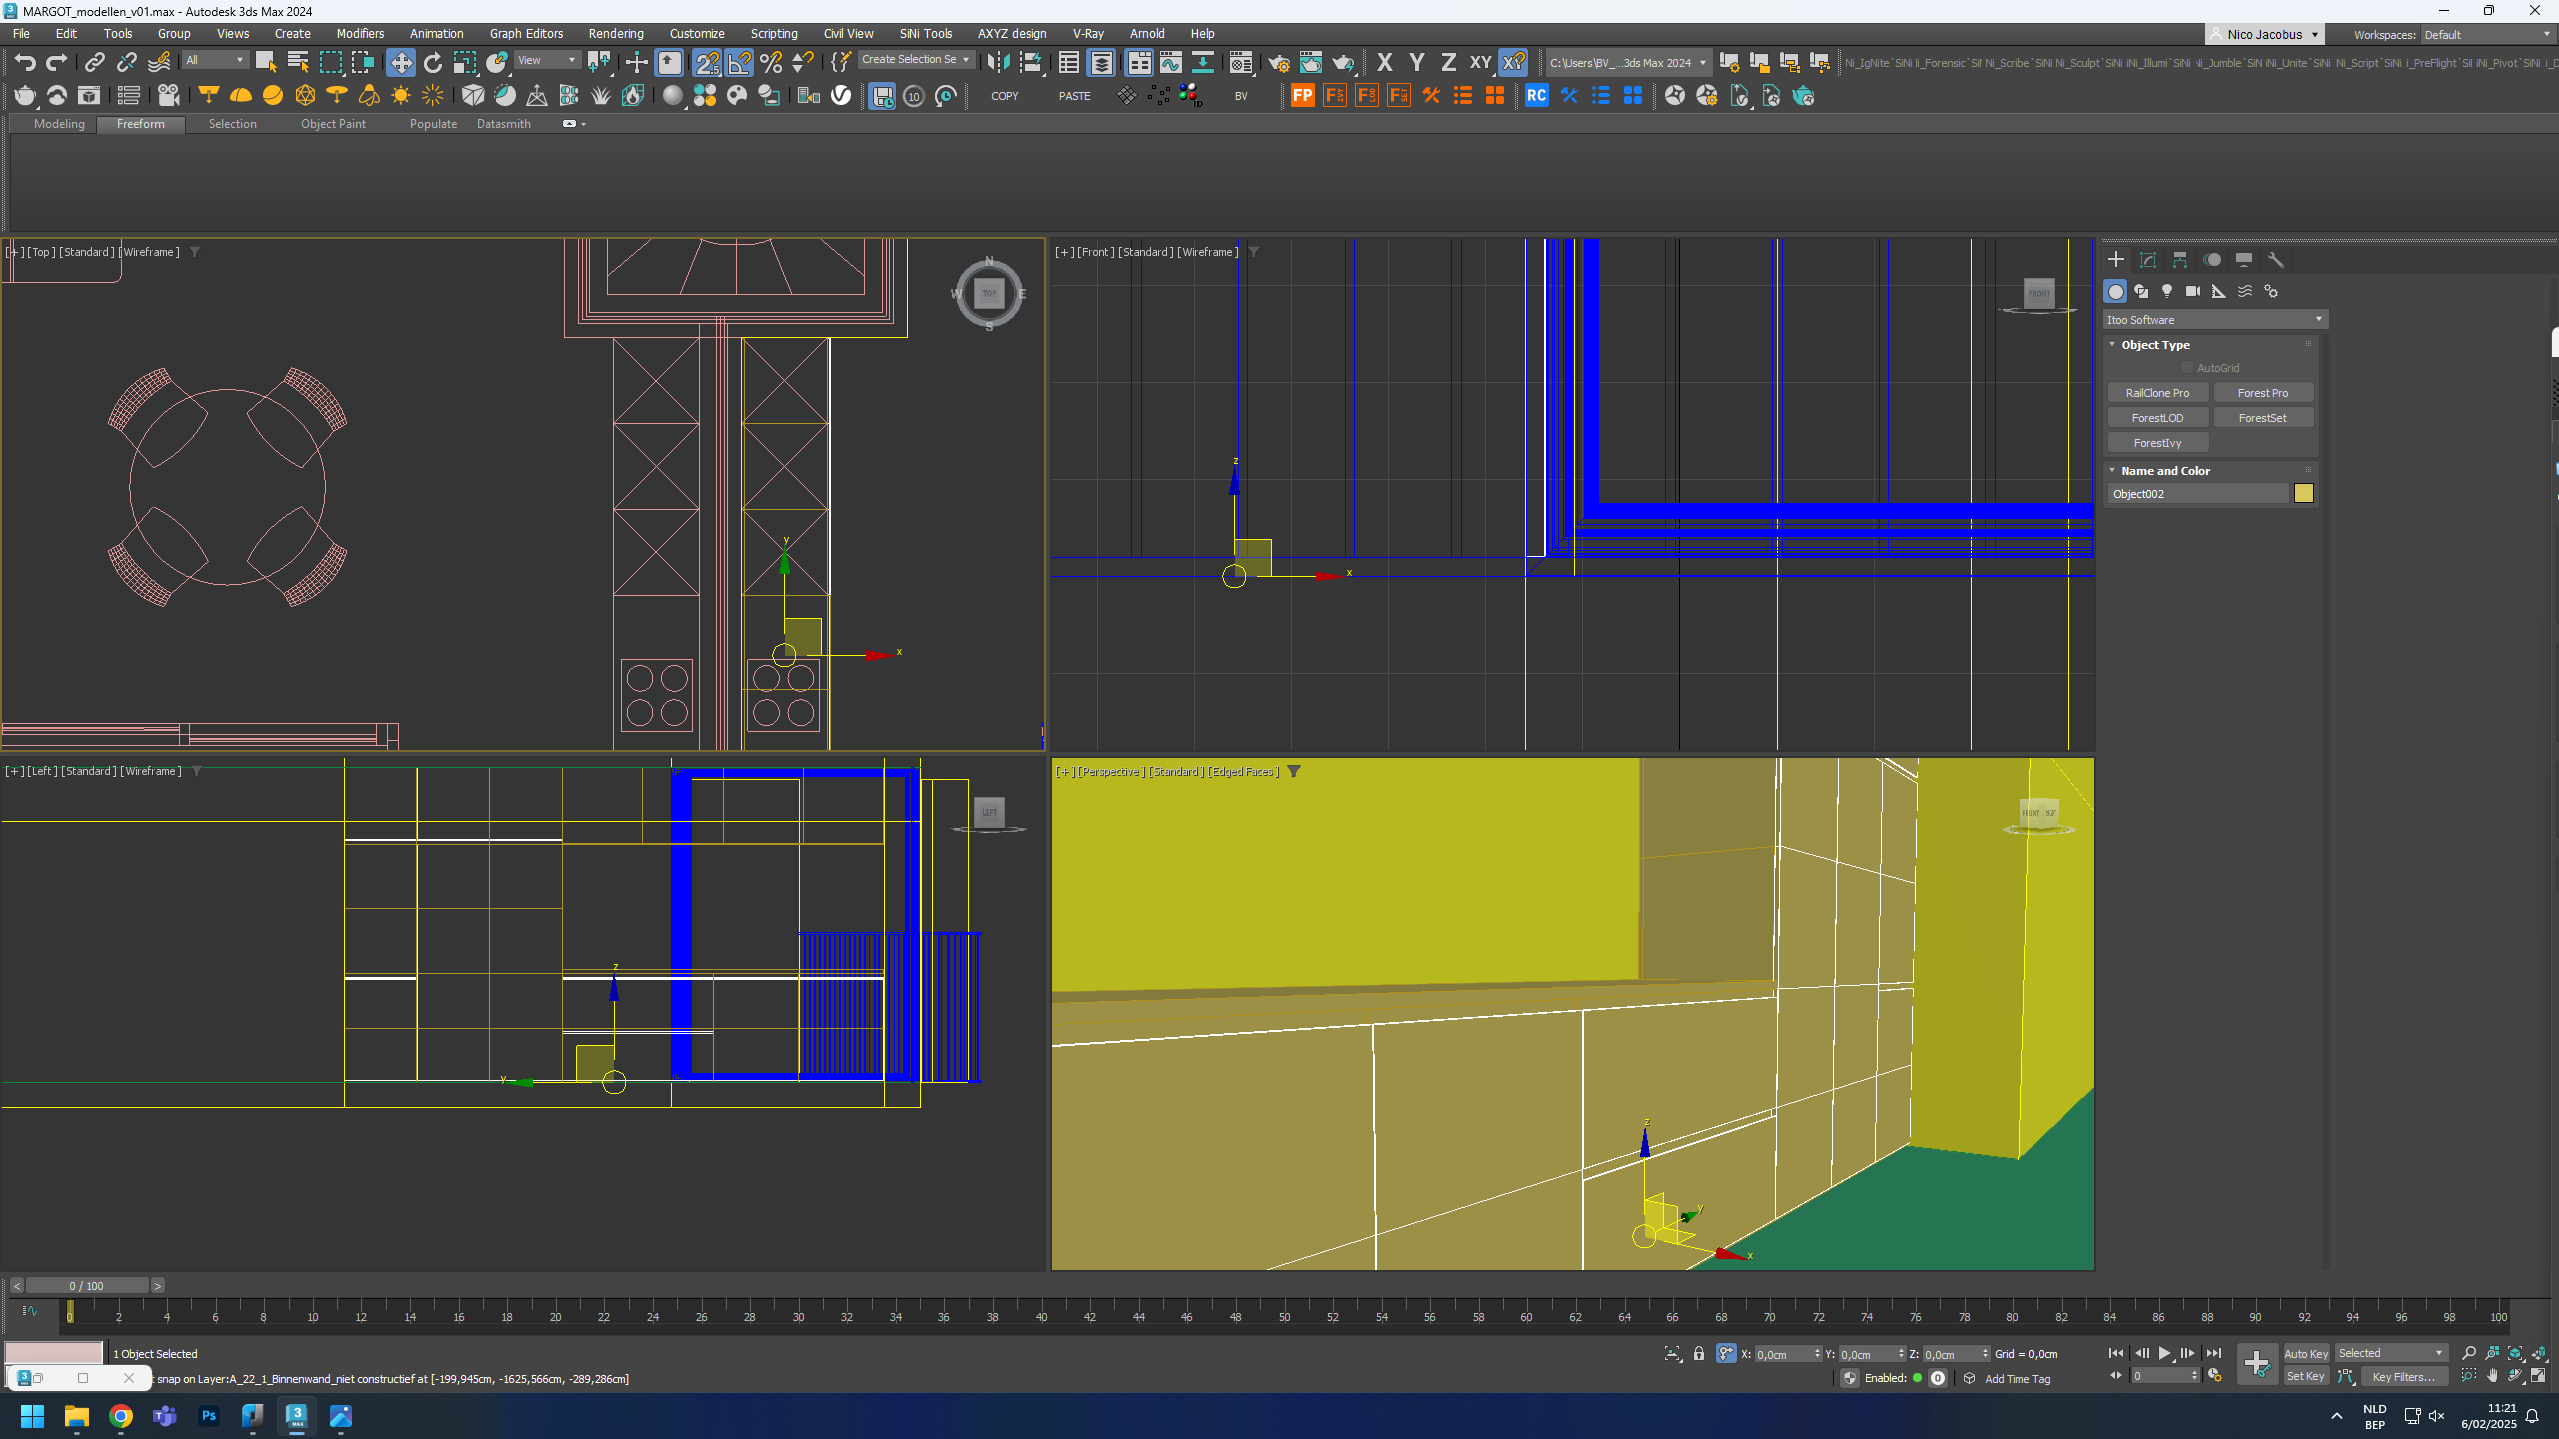 MARGOT_modellen_v01.max - Autodesk 3ds Max 2024
File Edit Tools Group Views Create Modifiers Animation Graph Editors Rendering Customize Scripting Civil View SiNi Tools AXYZ design V-Ray Arnold Help
Nico Jacobus Workspaces: Default
All View Create Selection Se X Y Z XY C:\Users\BV_...3ds Max 2024
COPY PASTE BV FP RC
Modeling Freeform Selection Object Paint Populate Datasmith
[+] [Top] [Standard] [Wireframe]
N W E S TOP
y x
[+] [Front] [Standard] [Wireframe]
FRONT
z x
[+] [Left] [Standard] [Wireframe]
LEFT
z y
[+] [Perspective] [Standard] [Edged Faces]
FRONT
z y x
Itoo Software
Object Type
AutoGrid
RailClone Pro Forest Pro
ForestLOD ForestSet
ForestIvy
Name and Color
Object002
< 0 / 100 >
0 2 4 6 8 10 12 14 16 18 20 22 24 26 28 30 32 34 36 38 40 42 44 46 48 50 52 54 56 58 60 62 64 66 68 70 72 74 76 78 80 82 84 86 88 90 92 94 96 98 100
1 Object Selected
X: 0,0cm Y: 0,0cm Z: 0,0cm Grid = 0,0cm
Auto Key Selected
snap on Layer:A_22_1_Binnenwand_niet constructief at [-199,945cm, -1625,566cm, -289,286cm]
Enabled: 0 Add Time Tag
0 Set Key Key Filters...
NLD
BEP
11:21
6/02/2025